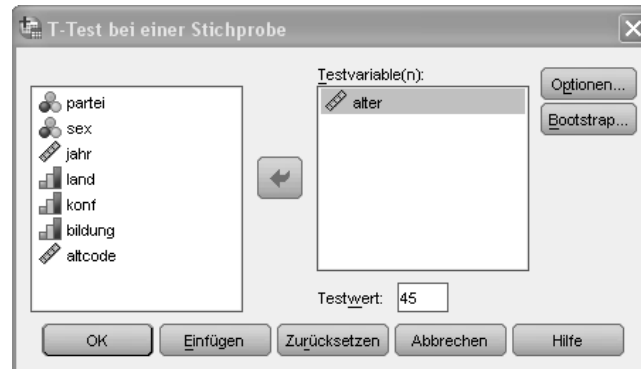 T-Test bei einer Stichprobe
partei
sex
jahr
land
konf
bildung
altcode
Testvariable(n):
alter
Optionen...
Bootstrap...
Testwert: 45
OK Einfügen Zurücksetzen Abbrechen Hilfe